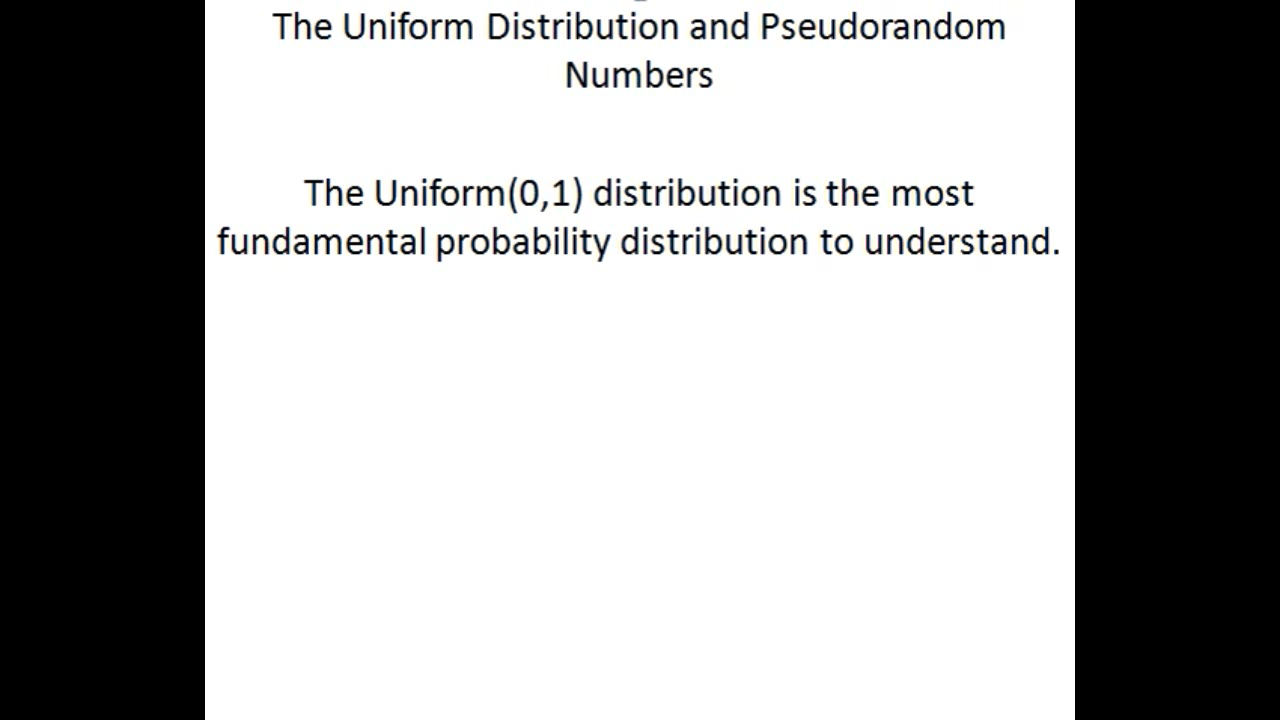 The Uniform Distribution and Pseudorandom
Numbers
The Uniform(0,1) distribution is the most
fundamental probability distribution to understand.